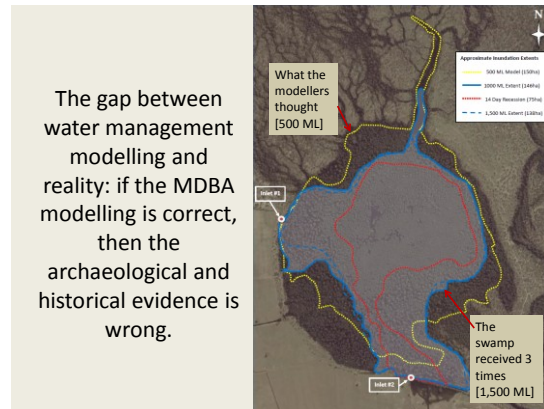 The gap between
water management
modelling and
reality: if the MDBA
modelling is correct,
then the
archaeological and
historical evidence is
wrong.
N
Approximate Inundation Extents
500 ML Model (150ha)
1000 ML Extent (146ha)
14 Day Recession (75ha)
1,500 ML Extent (138ha)
What the
modellers
thought
[500 ML]
Inlet #1
The
swamp
received 3
times
[1,500 ML]
Inlet #2